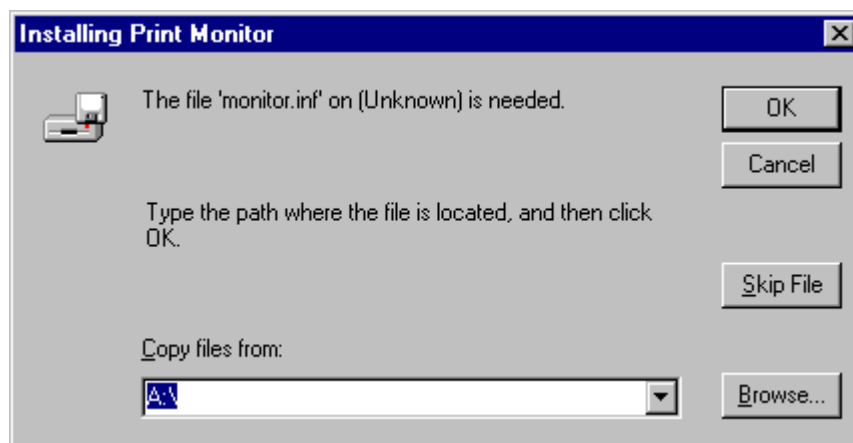 Installing Print Monitor
The file 'monitor.inf' on (Unknown) is needed.
OK
Cancel
Type the path where the file is located, and then click
OK.
Skip File
Copy files from:
A:\
Browse...